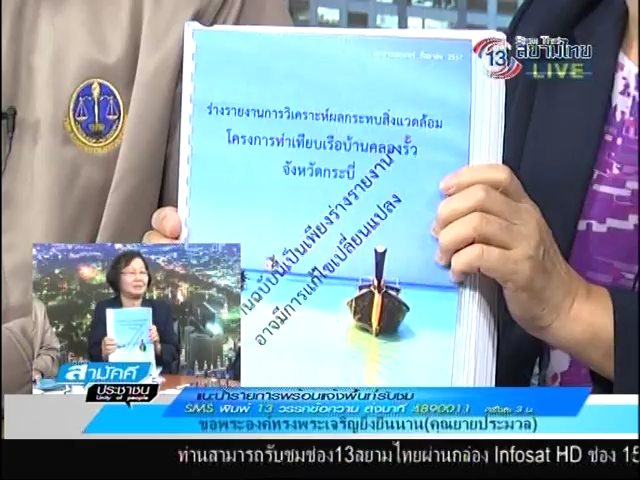 13
สยามไทย
LIVE
กันยายน 2557
ร่างรายงานการวิเคราะห์ผลกระทบสิ่งแวดล้อม
โครงการท่าเทียบเรือบ้านคลองรั้ว
จังหวัดกระบี่
นฉบับนี้เป็นเพียงร่างรายงาน
อาจมีการแก้ไขเปลี่ยนแปลง
สามัคคี
ประชาชน
Unity of people
แนะนำรายการพร้อมแจ้งพื้นที่รับชม
SMS พิมพ์ 13 วรรคข้อความ ส่งมาที่ 4890011
ขอพระองค์ทรงพระเจริญยิ่งยืนนาน(คุณยายประมวล)
ท่านสามารถรับชมช่อง13สยามไทยผ่านกล่อง Infosat HD ช่อง 15